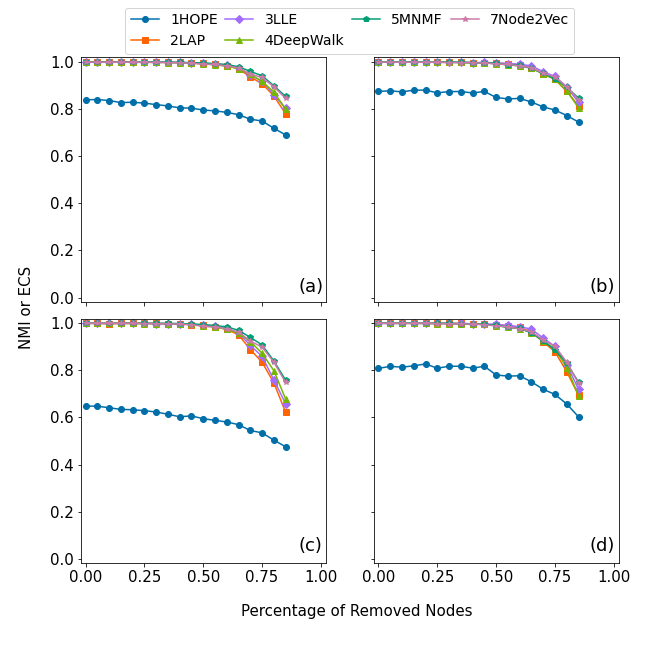 1HOPE 3LLE 5MNMF 7Node2Vec
2LAP 4DeepWalk
1.0
0.8
0.6
0.4
0.2
0.0
(a)
(b)
NMI or ECS
1.0
0.8
0.6
0.4
0.2
0.0
(c)
(d)
0.00 0.25 0.50 0.75 1.00
0.00 0.25 0.50 0.75 1.00
Percentage of Removed Nodes